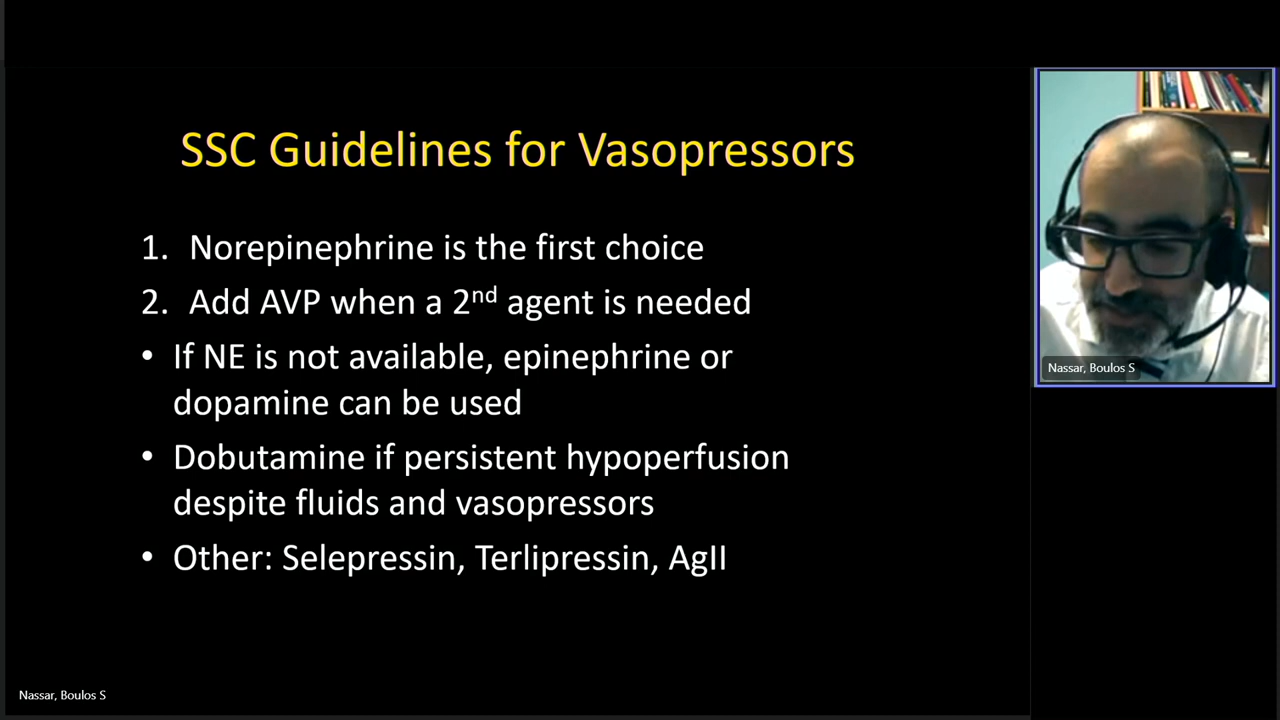 SSC Guidelines for Vasopressors
1. Norepinephrine is the first choice
2. Add AVP when a 2nd agent is needed
• If NE is not available, epinephrine or
dopamine can be used
• Dobutamine if persistent hypoperfusion
despite fluids and vasopressors
• Other: Selepressin, Terlipressin, AgII
Nassar, Boulos S
Nassar, Boulos S